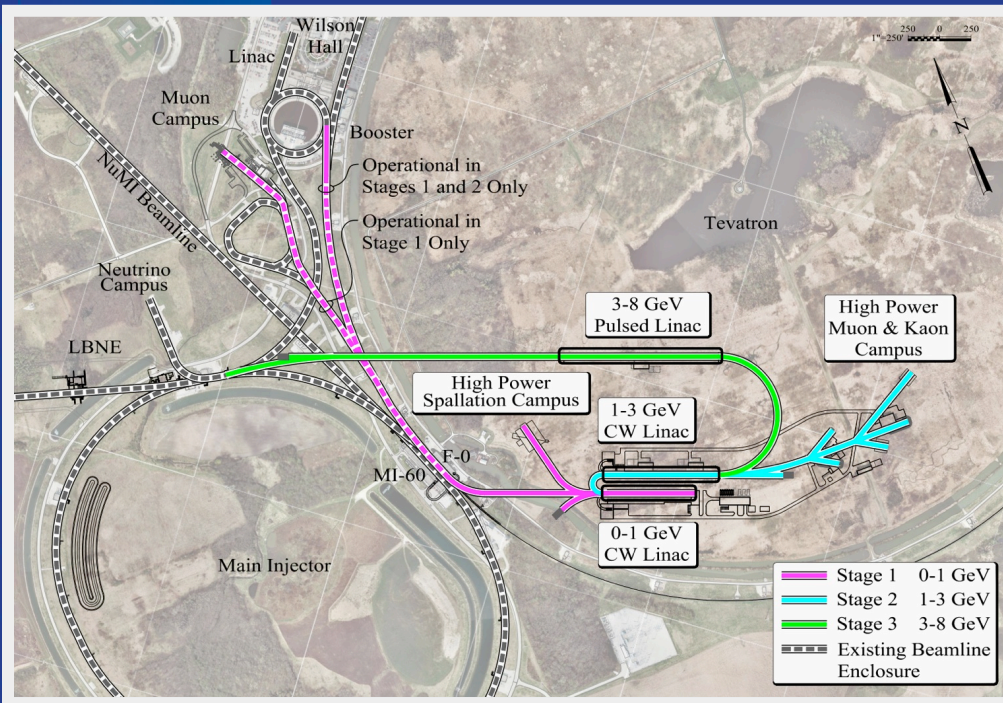 Wilson
Hall
Linac
250 0 250
1"=250'
N
Muon
Campus
Booster
Operational in
Stages 1 and 2 Only
NuMI Beamline
Operational in
Stage 1 Only
Tevatron
Neutrino
Campus
LBNE
3-8 GeV
Pulsed Linac
High Power
Muon & Kaon
Campus
High Power
Spallation Campus
1-3 GeV
CW Linac
F-0
MI-60
0-1 GeV
CW Linac
Main Injector
Stage 1 0-1 GeV
Stage 2 1-3 GeV
Stage 3 3-8 GeV
Existing Beamline
Enclosure